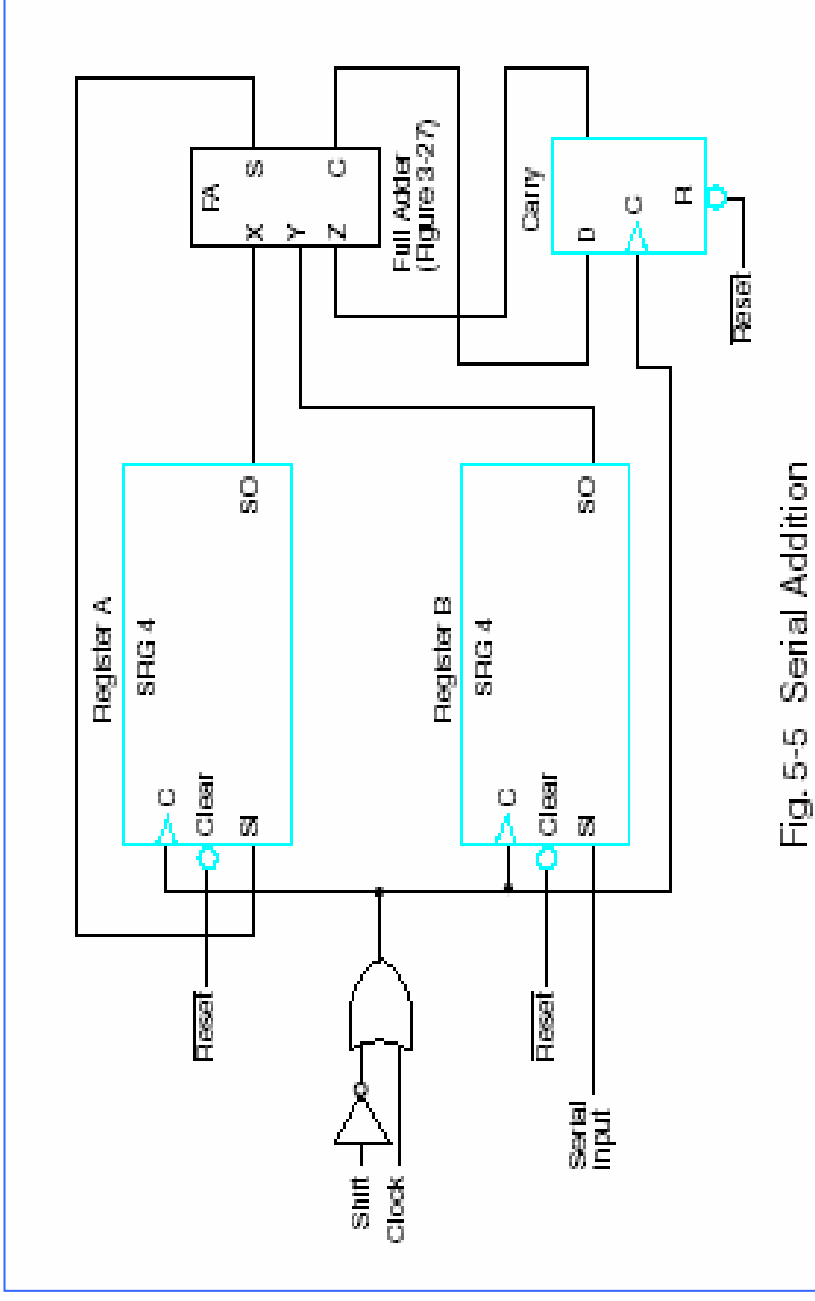 Register A
SRG 4
C
Clear
SI
SO
Reset
FA
X
Y
Z
S
C
Full Adder
(Figure 3-27)
Shift
Clock
Register B
SRG 4
C
Clear
SI
SO
Reset
Serial
input
Carry
D
C
R
Reset
Fig. 5-5 Serial Addition